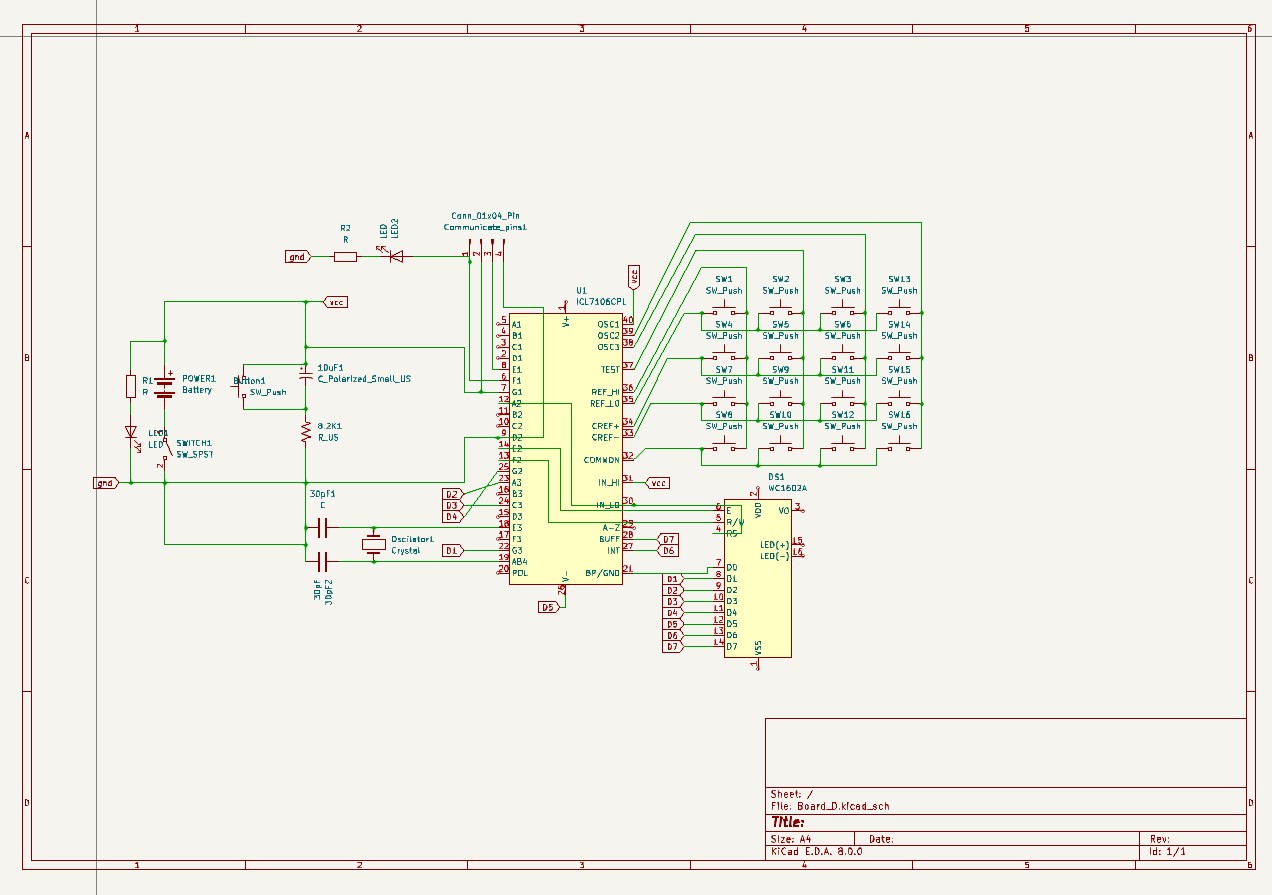 1 2 3 4 5 6
A A
Conn_01x04_Pin
Communicate_pins1
R2
R
LED
LED2
gnd
1 2 3 4
B B
vcc
vcc
U1
ICL7106CPL
1 V+
5 A1
4 B1
3 C1
2 D1
8 E1
6 F1
7 G1
12 A2
11 B2
10 C2
9 D2
14 E2
13 F2
25 G2
23 A3
16 B3
24 C3
15 D3
18 E3
17 F3
22 G3
19 AB4
20 POL
OSC1 40
OSC2 39
OSC3 38
TEST 37
REF_HI 36
REF_LO 35
CREF+ 34
CREF- 33
COMMON 32
IN_HI 31
IN_LO 30
A-Z 29
BUFF 28
INT 27
BP/GND 21
V- 26
SW1 SW2 SW3 SW13
SW_Push SW_Push SW_Push SW_Push
SW4 SW5 SW6 SW14
SW_Push SW_Push SW_Push SW_Push
SW7 SW9 SW11 SW15
SW_Push SW_Push SW_Push SW_Push
SW8 SW10 SW12 SW16
SW_Push SW_Push SW_Push SW_Push
R1
R
POWER1
Battery
Button1
SW_Push
10uF1
C_Polarized_Small_US
8.2K1
R_US
LED1
LED
SWITCH1
SW_SPST
2
gnd
30pF1
C
30pF
30pF2
Oscilator1
Crystal
D2
D3
D4
D1
D5
vcc
D7
D6
DS1
WC1602A
2 VDD
6 E
5 R/W
4 RS
VO 3
LED(+) 15
LED(-) 16
7 D0
8 D1
9 D2
10 D3
11 D4
12 D5
13 D6
14 D7
1 VSS
D1
D2
D3
D4
D5
D6
D7
C C
D D
Sheet: /
File: Board_D.kicad_sch
Title:
Size: A4 Date: Rev:
KiCad E.D.A. 8.0.0 Id: 1/1
1 2 3 4 5 6